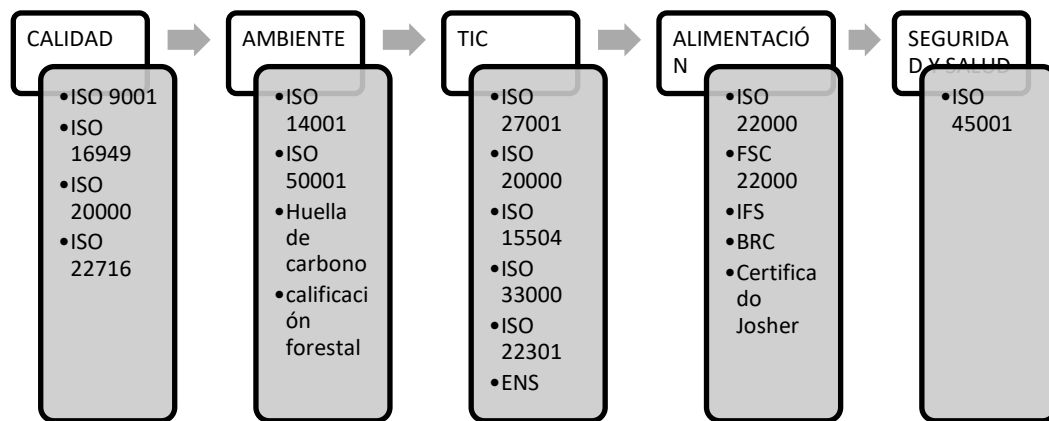 CALIDAD
•ISO 9001
•ISO
16949
•ISO
20000
•ISO
22716
AMBIENTE
•ISO
14001
•ISO
50001
•Huella
de
carbono
•calificaci
ón
forestal
TIC
•ISO
27001
•ISO
20000
•ISO
15504
•ISO
33000
•ISO
22301
•ENS
ALIMENTACIÓ
N
•ISO
22000
•FSC
22000
•IFS
•BRC
•Certifica
do
Josher
SEGURIDA
D Y SALUD
•ISO
45001